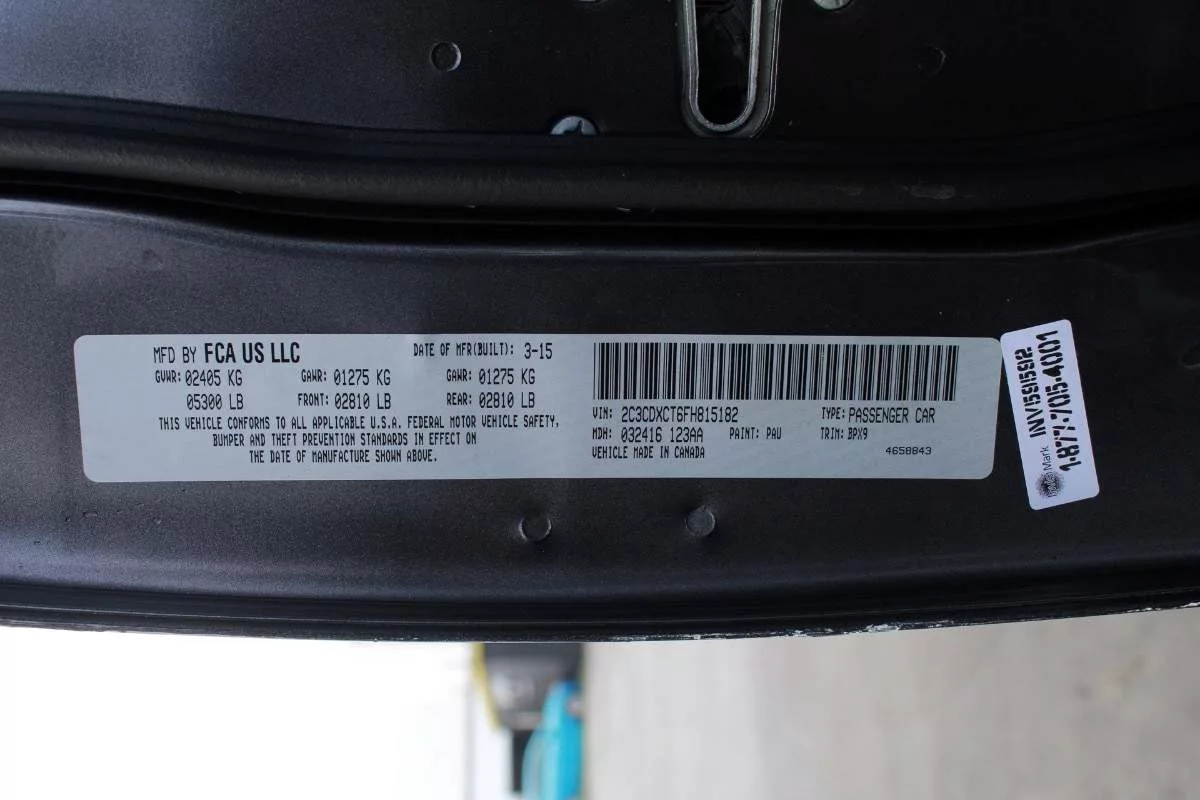 MFD BY FCA US LLC DATE OF MFR(BUILT): 3-15
GVWR: 02405 KG GAWR: 01275 KG GAWR: 01275 KG
05300 LB FRONT: 02810 LB REAR: 02810 LB
THIS VEHICLE CONFORMS TO ALL APPLICABLE U.S.A. FEDERAL MOTOR VEHICLE SAFETY,
BUMPER AND THEFT PREVENTION STANDARDS IN EFFECT ON
THE DATE OF MANUFACTURE SHOWN ABOVE.
VIN: 2C3CDXCT6FH815182 TYPE: PASSENGER CAR
MDH: 032416 123AA PAINT: PAU TRIM: BPX9
VEHICLE MADE IN CANADA 4658843
Mark
1-877-705-4001